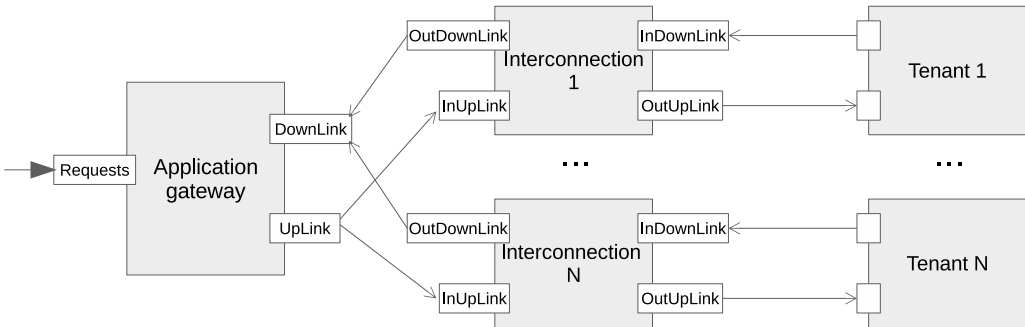 OutDownLink
InDownLink
Interconnection
1
Tenant 1
InUpLink
OutUpLink
DownLink
Requests
Application
gateway
...
...
UpLink
OutDownLink
InDownLink
Interconnection
N
Tenant N
InUpLink
OutUpLink